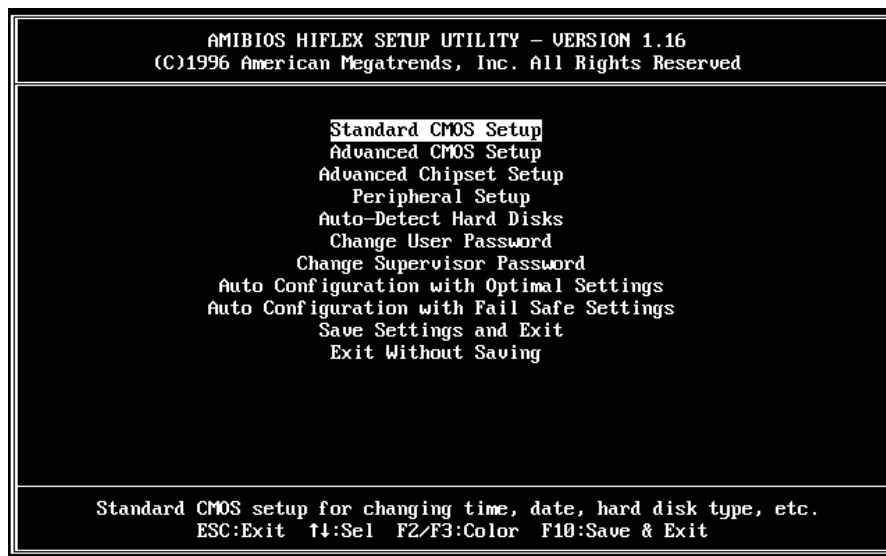 AMIBIOS HIFLEX SETUP UTILITY – VERSION 1.16
(C)1996 American Megatrends, Inc. All Rights Reserved
Standard CMOS Setup
Advanced CMOS Setup
Advanced Chipset Setup
Peripheral Setup
Auto-Detect Hard Disks
Change User Password
Change Supervisor Password
Auto Configuration with Optimal Settings
Auto Configuration with Fail Safe Settings
Save Settings and Exit
Exit Without Saving
Standard CMOS setup for changing time, date, hard disk type, etc.
ESC:Exit ↑↓:Sel F2/F3:Color F10:Save & Exit